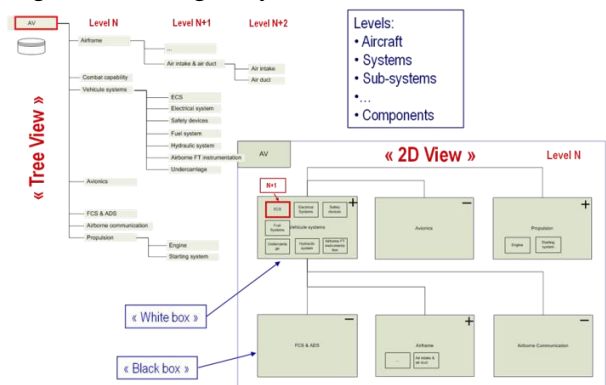 AV
Level N
Level N+1
Level N+2
Airframe
...
Air intake & air duct
Air intake
Air duct
Combat capability
Vehicule systems
ECS
Electrical system
Safety devices
Fuel system
Hydraulic system
Airborne FT instrumentation
Undercarriage
Avionics
FCS & ADS
Airborne communication
Propulsion
Engine
Starting system
« Tree View »
Levels:
• Aircraft
• Systems
• Sub-systems
•...
• Components
AV
« 2D View »
Level N
N+1
ECS
Electrical
Systems
Safety
devices
Fuel
Systems
Vehicule systems
Hydraulic
system
Airborne FT
+
Avionics
−
Propulsion
Engine
Starting
system
+
« White box »
« Black box »
FCS & ADS
−
Airframe
...
Air intake &
air duct
+
Airborne Communication
−